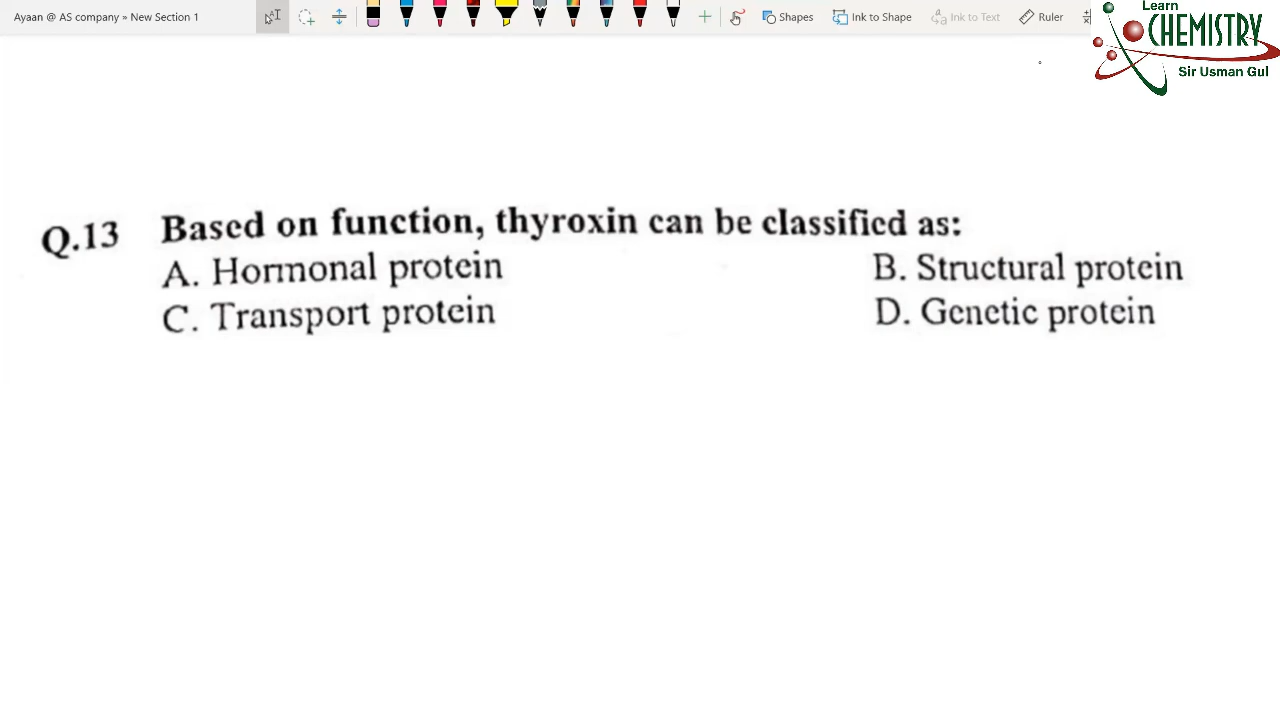 Ayaan @ AS company » New Section 1
Shapes
Ink to Shape
Ink to Text
Ruler
Learn
CHEMISTRY
Sir Usman Gul
Q.13 Based on function, thyroxin can be classified as:
A. Hormonal protein B. Structural protein
C. Transport protein D. Genetic protein